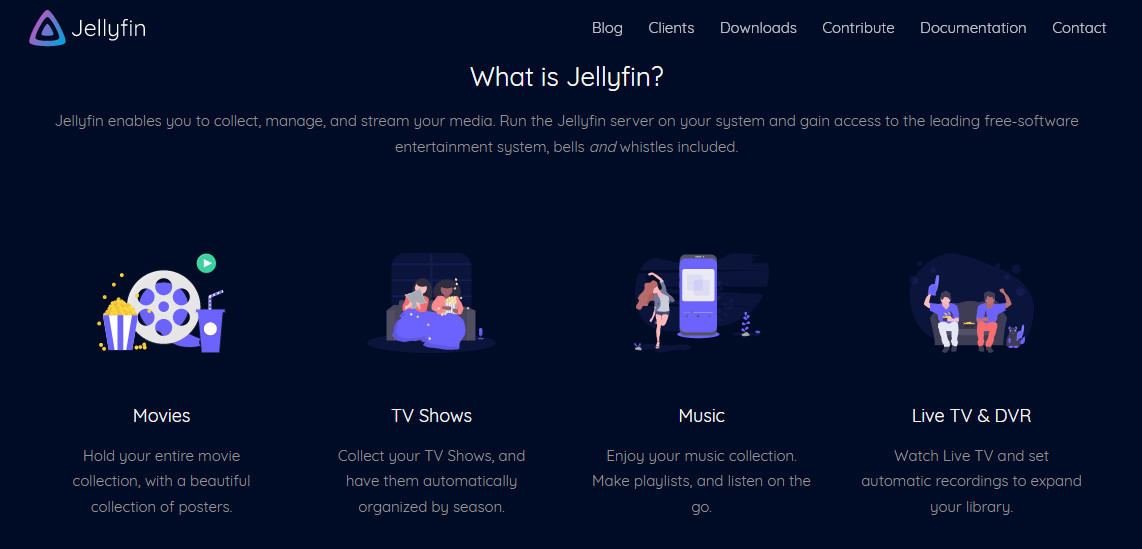 Jellyfin
Blog Clients Downloads Contribute Documentation Contact
What is Jellyfin?
Jellyfin enables you to collect, manage, and stream your media. Run the Jellyfin server on your system and gain access to the leading free-software
entertainment system, bells and whistles included.
Movies
Hold your entire movie
collection, with a beautiful
collection of posters.
TV Shows
Collect your TV Shows, and
have them automatically
organized by season.
Music
Enjoy your music collection.
Make playlists, and listen on the
go.
Live TV & DVR
Watch Live TV and set
automatic recordings to expand
your library.